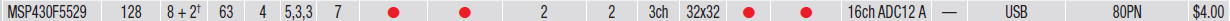 MSP430F5529 128 8 + 2† 63 4 5,3,3 7 ● ● 2 2 3ch 32x32 ● ● 16ch ADC12 A — USB 80PN $4.00